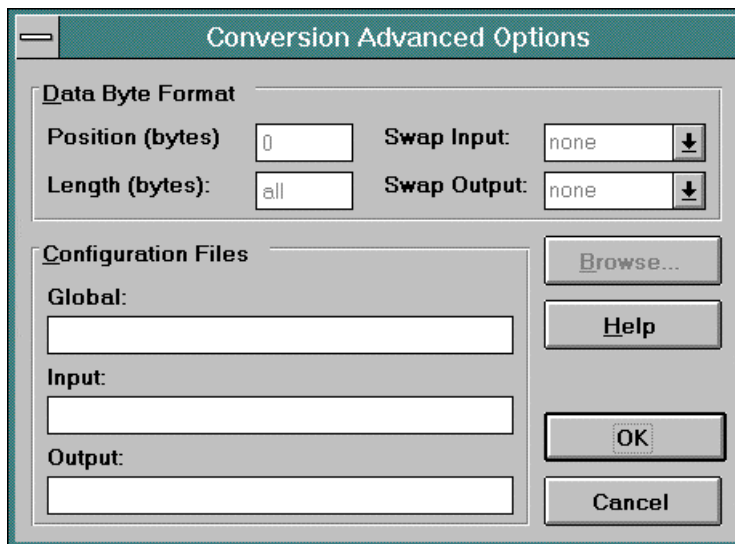 Conversion Advanced Options
Data Byte Format
Position (bytes) 0 Swap Input: none
Length (bytes): all Swap Output: none
Configuration Files
Browse...
Global:
Help
Input:
OK
Output:
Cancel